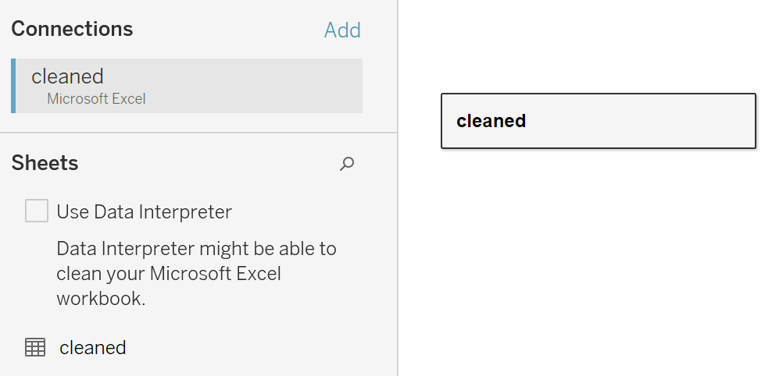 Connections
Add
cleaned
Microsoft Excel
cleaned
Sheets
Use Data Interpreter
Data Interpreter might be able to
clean your Microsoft Excel
workbook.
cleaned